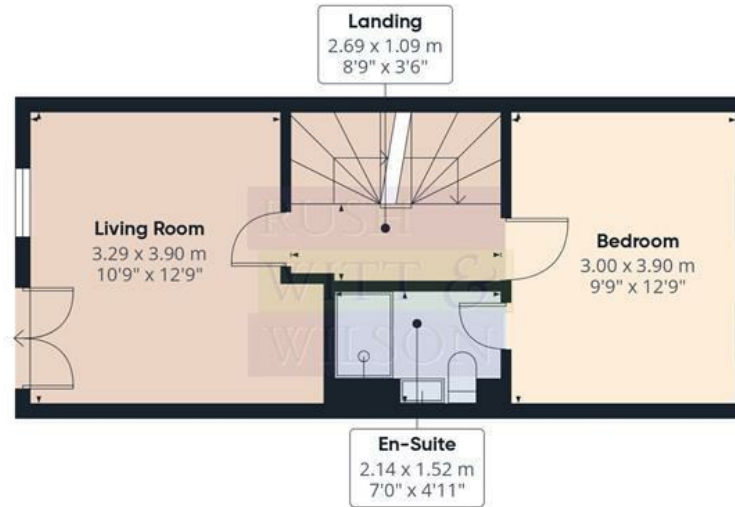 Landing
2.69 x 1.09 m
8'9" x 3'6"
Living Room
3.29 x 3.90 m
10'9" x 12'9"
Bedroom
3.00 x 3.90 m
9'9" x 12'9"
RUSH
WITT &
WILSON
En-Suite
2.14 x 1.52 m
7'0" x 4'11"